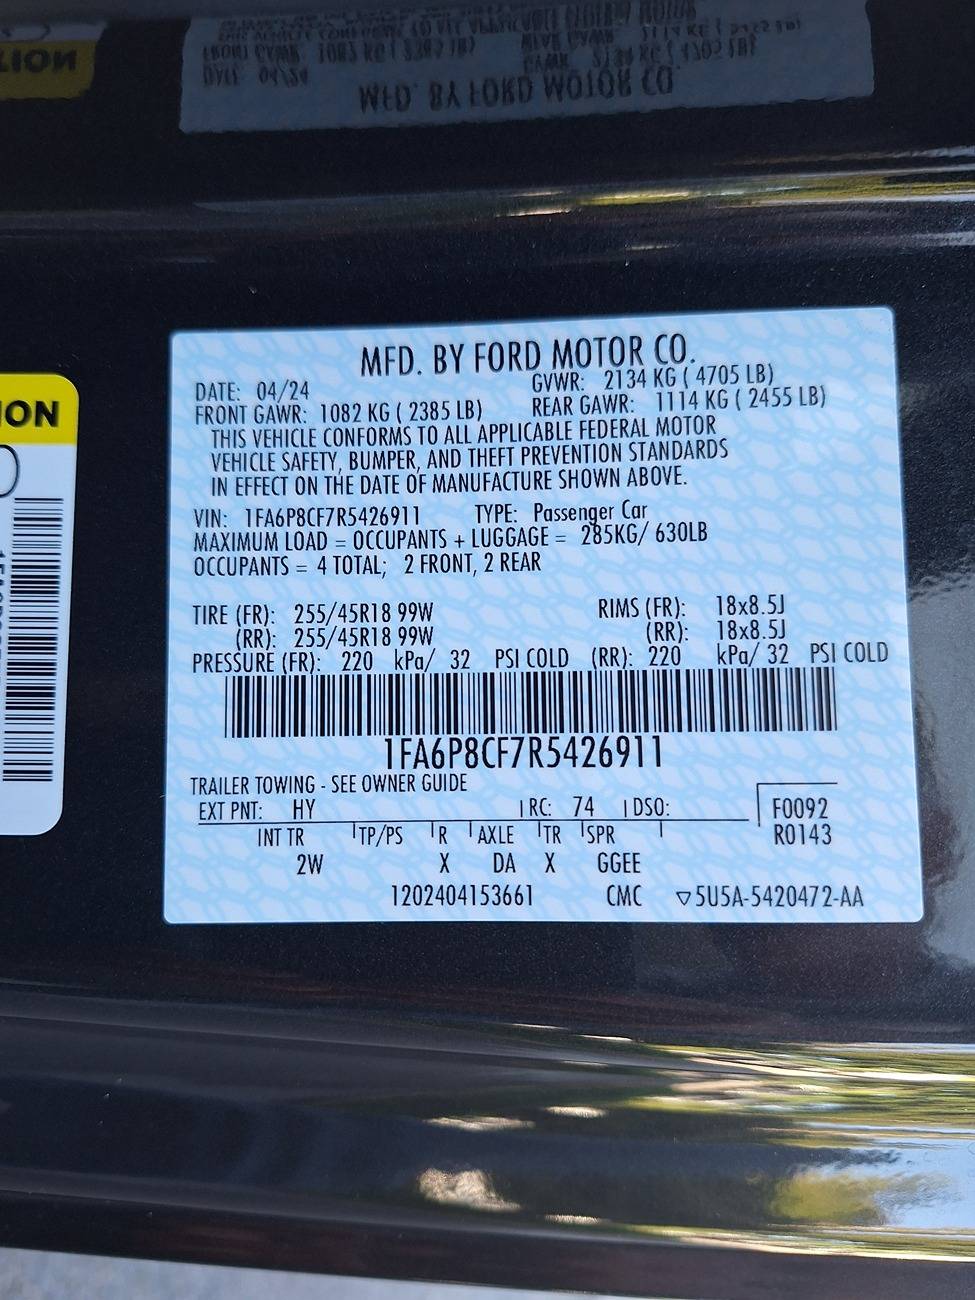 MFD. BY FORD MOTOR CO.
DATE: 04/24 GVWR: 2134 KG ( 4705 LB)
FRONT GAWR: 1082 KG ( 2385 LB) REAR GAWR: 1114 KG ( 2455 LB)
THIS VEHICLE CONFORMS TO ALL APPLICABLE FEDERAL MOTOR
VEHICLE SAFETY, BUMPER, AND THEFT PREVENTION STANDARDS
IN EFFECT ON THE DATE OF MANUFACTURE SHOWN ABOVE.
VIN: 1FA6P8CF7R5426911 TYPE: Passenger Car
MAXIMUM LOAD = OCCUPANTS + LUGGAGE = 285KG/ 630LB
OCCUPANTS = 4 TOTAL; 2 FRONT, 2 REAR
TIRE (FR): 255/45R18 99W RIMS (FR): 18x8.5J
(RR): 255/45R18 99W (RR): 18x8.5J
PRESSURE (FR): 220 kPa/ 32 PSI COLD (RR): 220 kPa/ 32 PSI COLD
1FA6P8CF7R5426911
TRAILER TOWING - SEE OWNER GUIDE
EXT PNT: HY RC: 74 DSO: F0092
INT TR TP/PS R AXLE TR SPR R0143
2W X DA X GGEE
1202404153661 CMC ▽5U5A-5420472-AA
ION